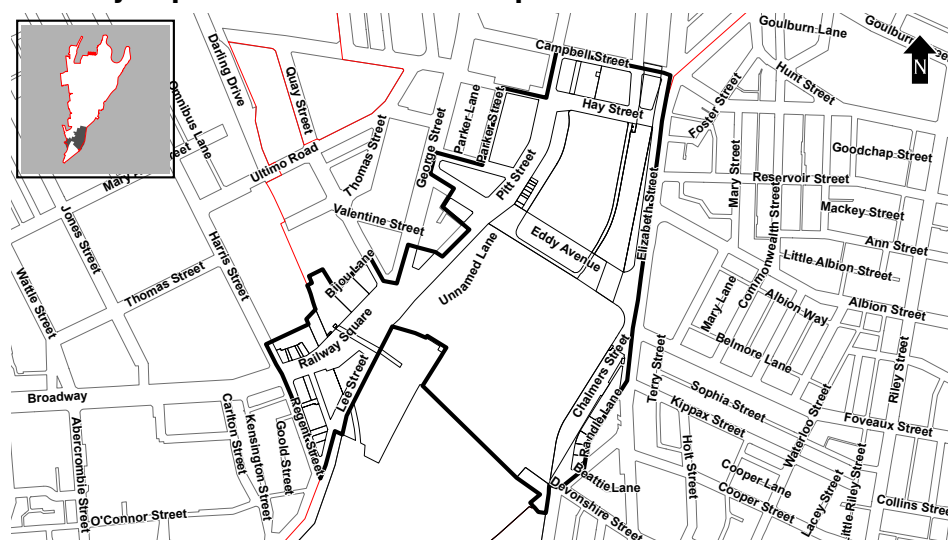 Campbell Street
Goulburn Lane
Goulburn
N
Darling Drive
Quay Street
Omnibus Lane
Hunt Street
Foster Street
Hay Street
Parker Lane
Parker Street
George Street
Thomas Street
Ultimo Road
Mary
Street
Pitt Street
Goodchap Street
Mary Street
Reservoir Street
Commonwealth Street
Mackey Street
Valentine Street
Elizabeth Street
Eddy Avenue
Ann Street
Little Albion Street
Jones Street
Harris Street
Thomas Street
Wattle Street
Bijou Lane
Unnamed Lane
Mary Lane
Albion Way
Albion Street
Railway Square
Belmore Lane
Riley Street
Lee Street
Chalmers Street
Terry Street
Broadway
Sophia Street
Kippax Street
Foveaux Street
Waterloo Street
Carlton Street
Kensington Street
Goold Street
Regent Street
Randle Lane
Abercrombie Street
Holt Street
Cooper Lane
Cooper Street
Beattie Lane
Devonshire Street
Lacey Street
Little Riley Street
Collins Street
O'Connor Street